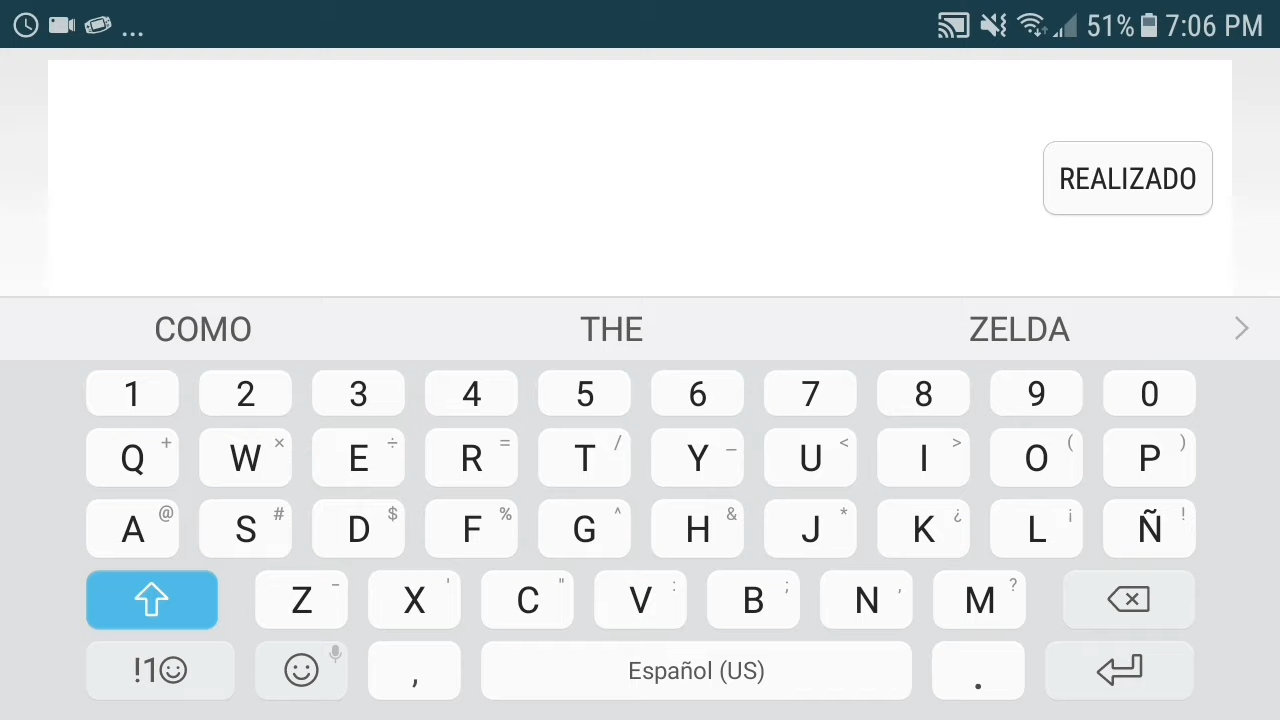 ... 51% 7:06 PM
REALIZADO
COMO THE ZELDA
1 2 3 4 5 6 7 8 9 0
Q + W × E ÷ R = T / Y _ U < I > O ( P )
A @ S # D $ F % G ^ H & J * K ¿ L ¡ Ñ !
Z - X ' C " V : B ; N , M ?
!1☺ , Español (US) .